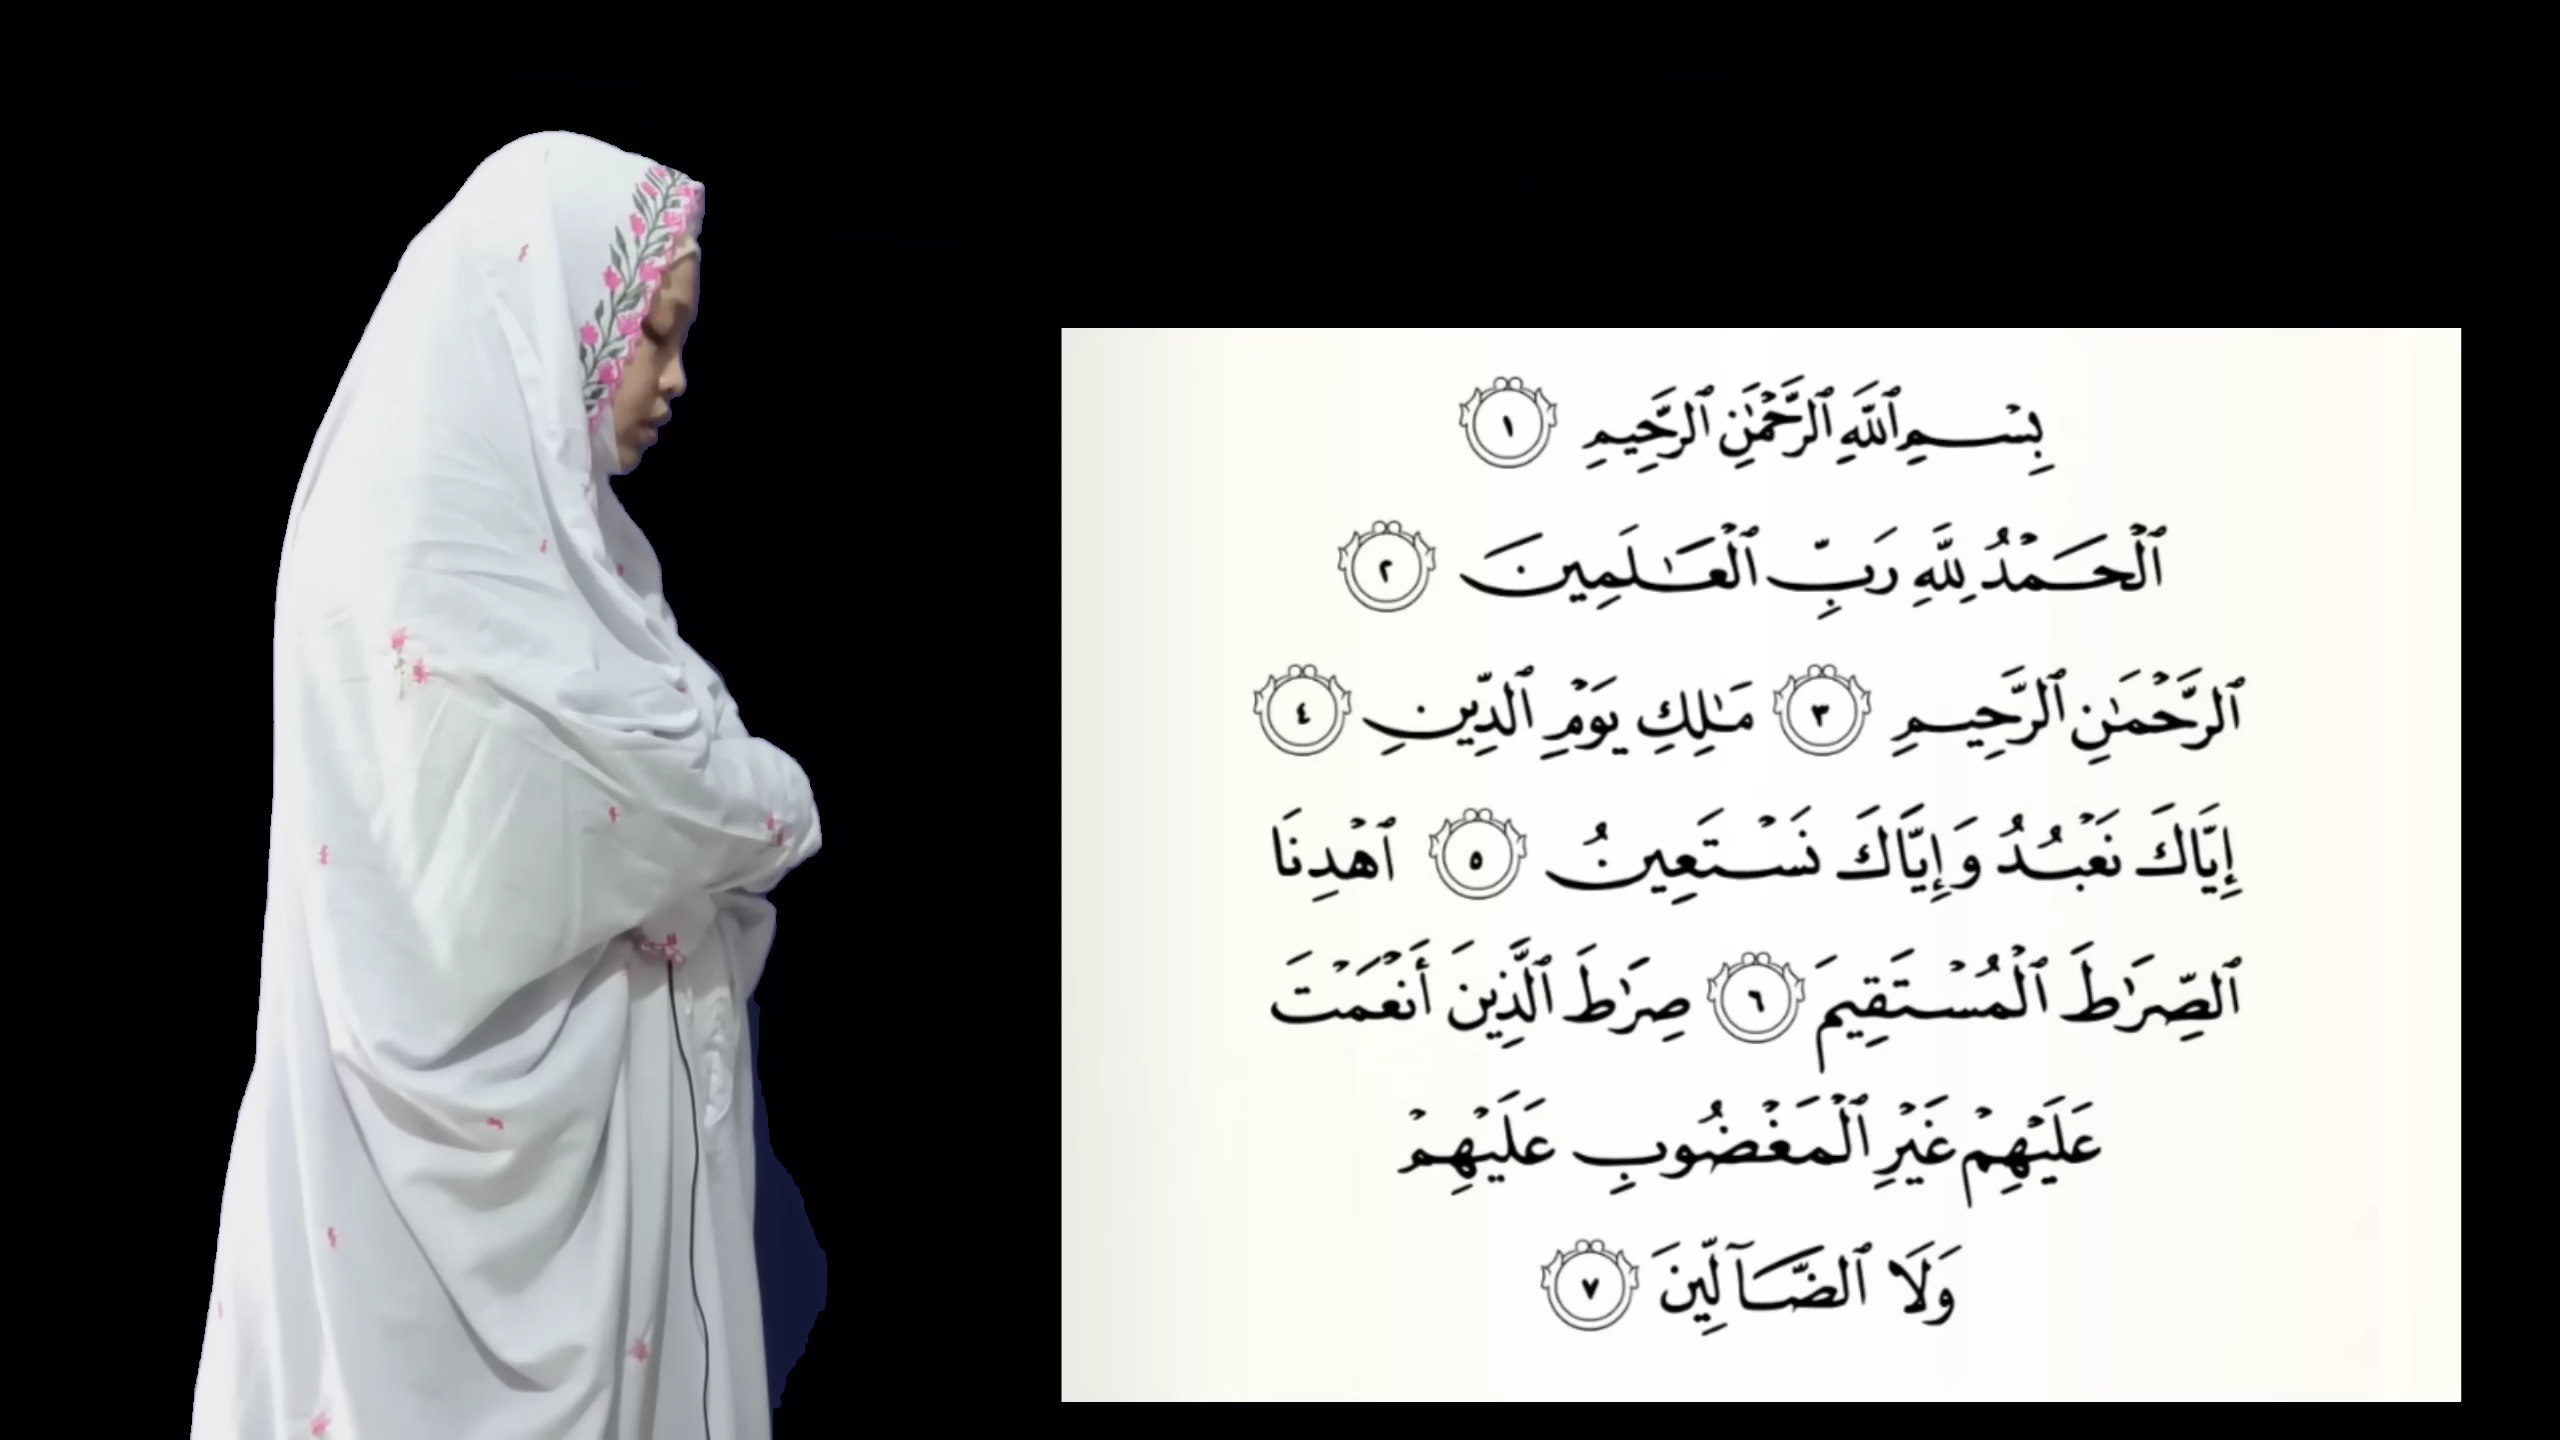 بِسۡمِ ٱللَّهِ ٱلرَّحۡمَٰنِ ٱلرَّحِيمِ ١
ٱلۡحَمۡدُ لِلَّهِ رَبِّ ٱلۡعَٰلَمِينَ ٢
ٱلرَّحۡمَٰنِ ٱلرَّحِيمِ ٣ مَٰلِكِ يَوۡمِ ٱلدِّينِ ٤
إِيَّاكَ نَعۡبُدُ وَإِيَّاكَ نَسۡتَعِينُ ٥ ٱهۡدِنَا
ٱلصِّرَٰطَ ٱلۡمُسۡتَقِيمَ ٦ صِرَٰطَ ٱلَّذِينَ أَنۡعَمۡتَ
عَلَيۡهِمۡ غَيۡرِ ٱلۡمَغۡضُوبِ عَلَيۡهِمۡ
وَلَا ٱلضَّآلِّينَ ٧